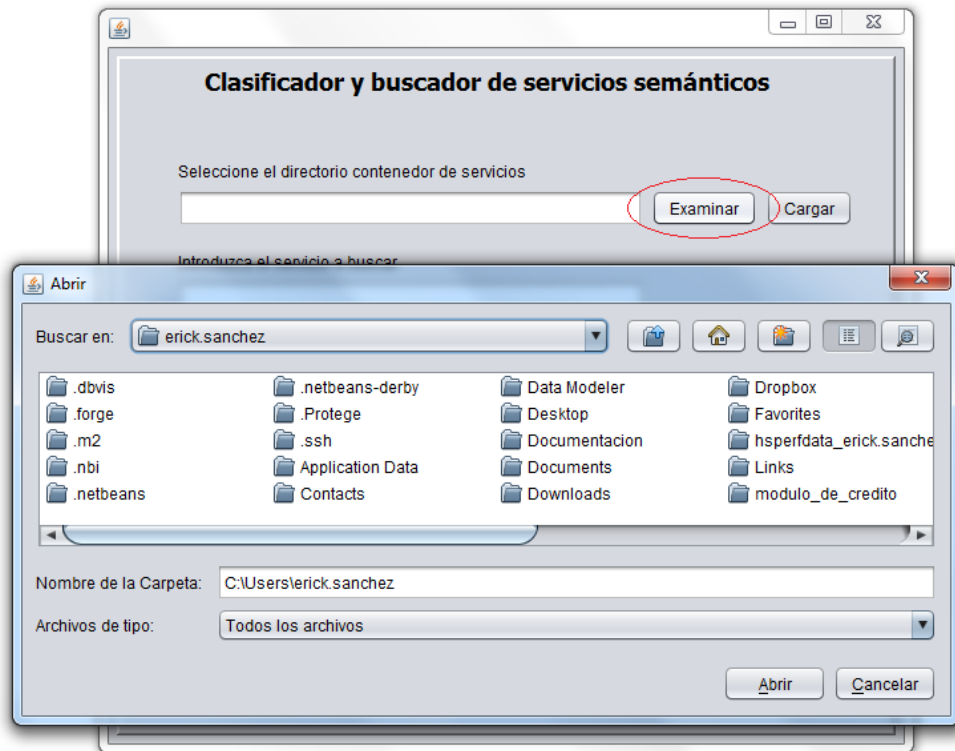 Clasificador y buscador de servicios semánticos
Seleccione el directorio contenedor de servicios
Examinar Cargar
Introduzca el servicio a buscar
Abrir
Buscar en: erick.sanchez
.dbvis .netbeans-derby Data Modeler Dropbox
.forge .Protege Desktop Favorites
.m2 .ssh Documentacion hsperfdata_erick.sanche
.nbi Application Data Documents Links
.netbeans Contacts Downloads modulo_de_credito
Nombre de la Carpeta: C:\Users\erick.sanchez
Archivos de tipo: Todos los archivos
Abrir Cancelar